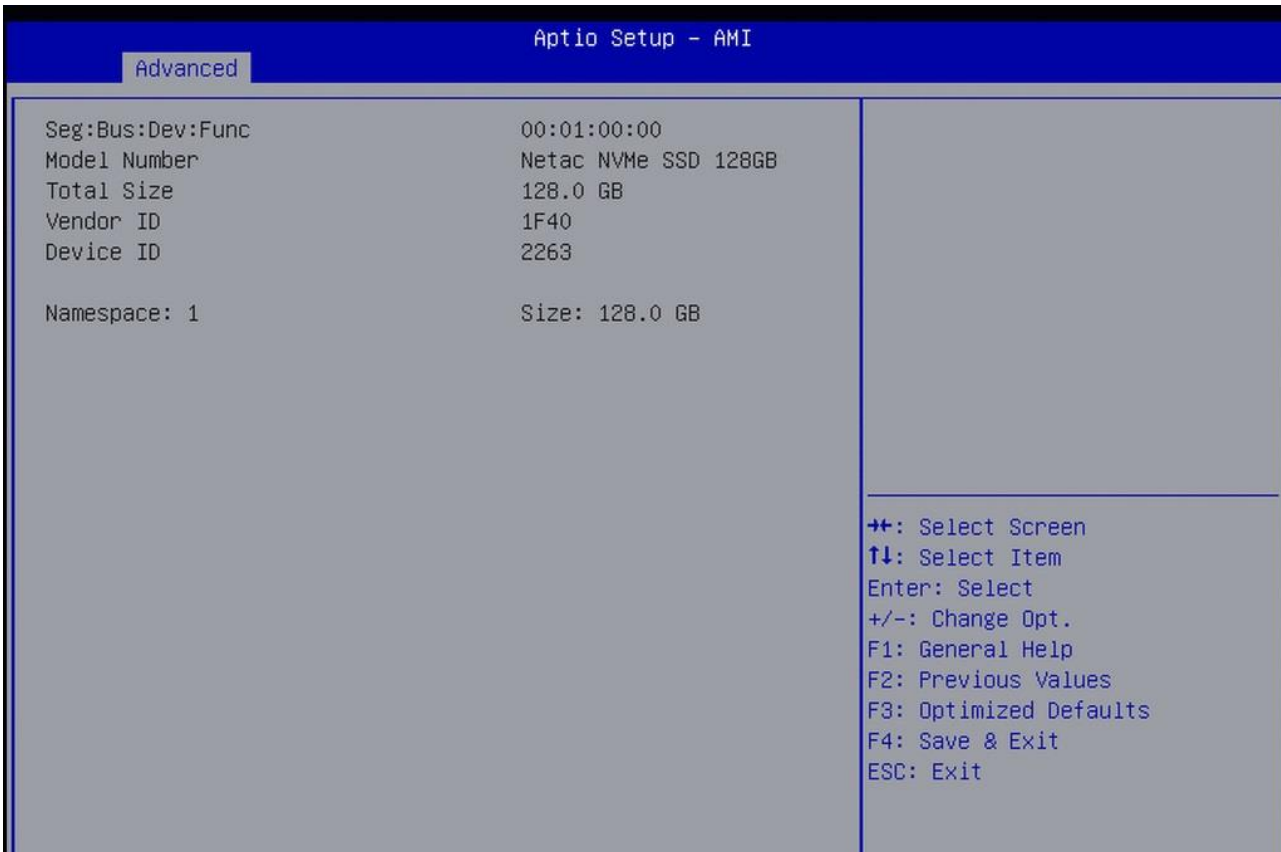 Aptio Setup - AMI
Advanced
Seg:Bus:Dev:Func 00:01:00:00
Model Number Netac NVMe SSD 128GB
Total Size 128.0 GB
Vendor ID 1F40
Device ID 2263
Namespace: 1 Size: 128.0 GB
→←: Select Screen
↑↓: Select Item
Enter: Select
+/-: Change Opt.
F1: General Help
F2: Previous Values
F3: Optimized Defaults
F4: Save & Exit
ESC: Exit